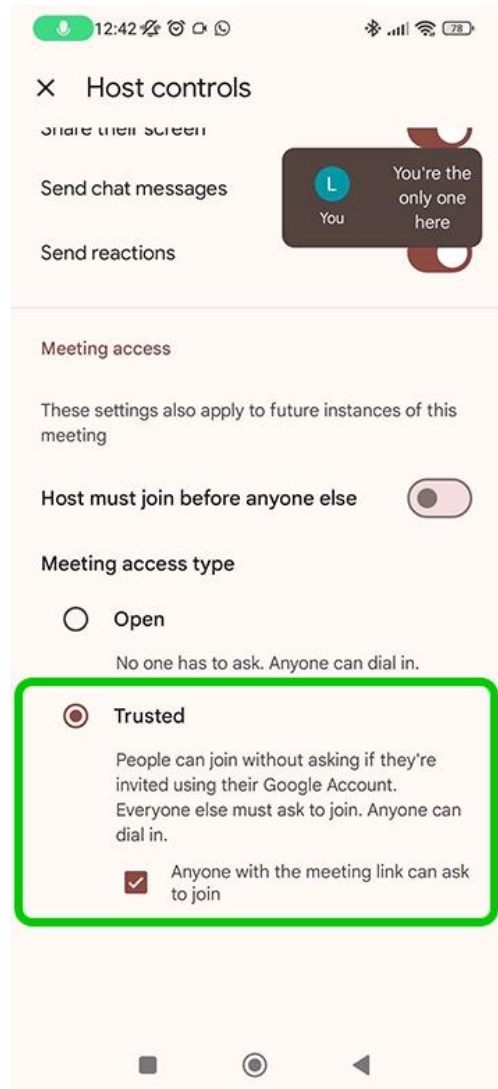 12:42
78
Host controls
Share their screen
Send chat messages
L
You
You're the
only one
here
Send reactions
Meeting access
These settings also apply to future instances of this
meeting
Host must join before anyone else
Meeting access type
Open
No one has to ask. Anyone can dial in.
Trusted
People can join without asking if they're
invited using their Google Account.
Everyone else must ask to join. Anyone can
dial in.
Anyone with the meeting link can ask
to join